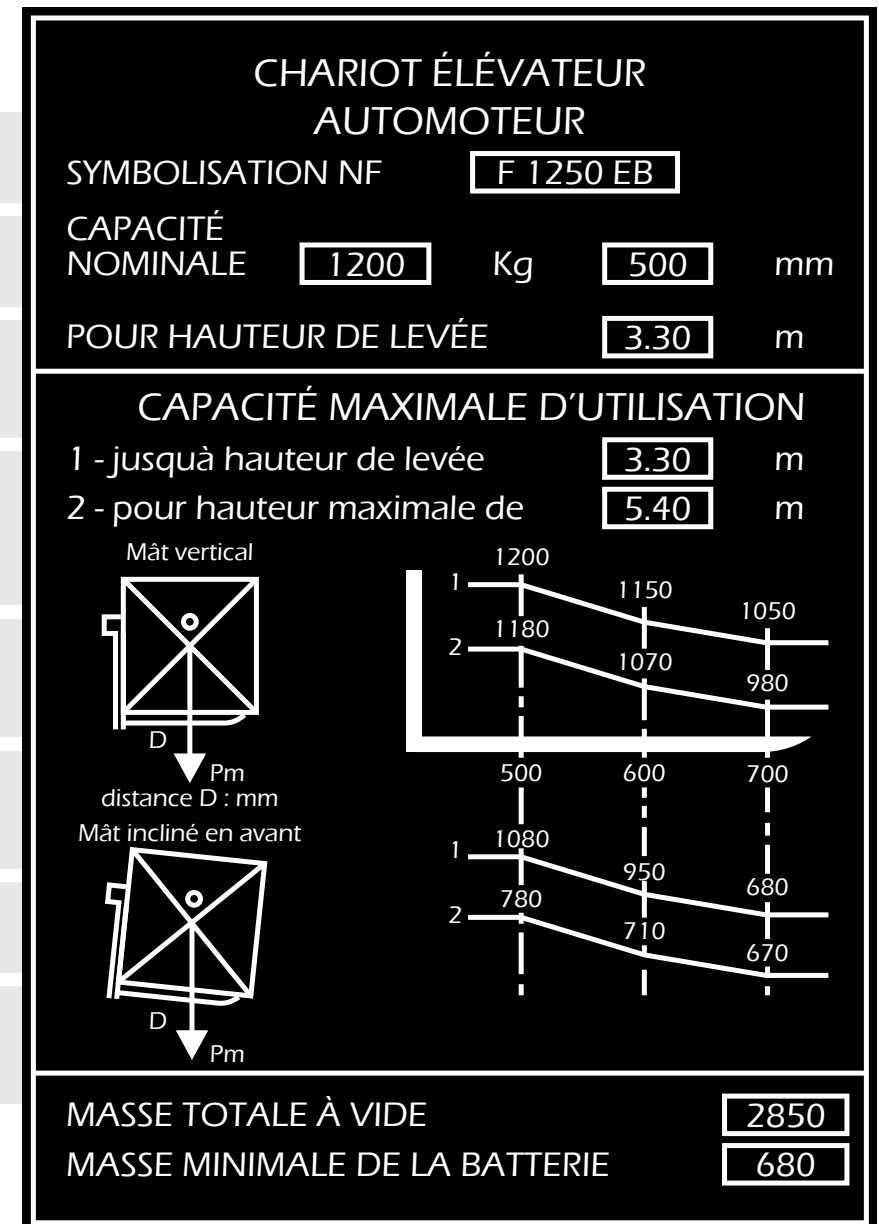 CHARIOT ÉLÉVATEUR
AUTOMOTEUR
SYMBOLISATION NF F 1250 EB
CAPACITÉ
NOMINALE 1200 Kg 500 mm
POUR HAUTEUR DE LEVÉE 3.30 m
CAPACITÉ MAXIMALE D'UTILISATION
1 - jusquà hauteur de levée 3.30 m
2 - pour hauteur maximale de 5.40 m
Mât vertical
D
Pm
distance D : mm
1200
1 1150
1050
1180
2 1070
980
500 600 700
Mât incliné en avant
D
Pm
1080
1 950
680
780
2 710
670
MASSE TOTALE À VIDE 2850
MASSE MINIMALE DE LA BATTERIE 680